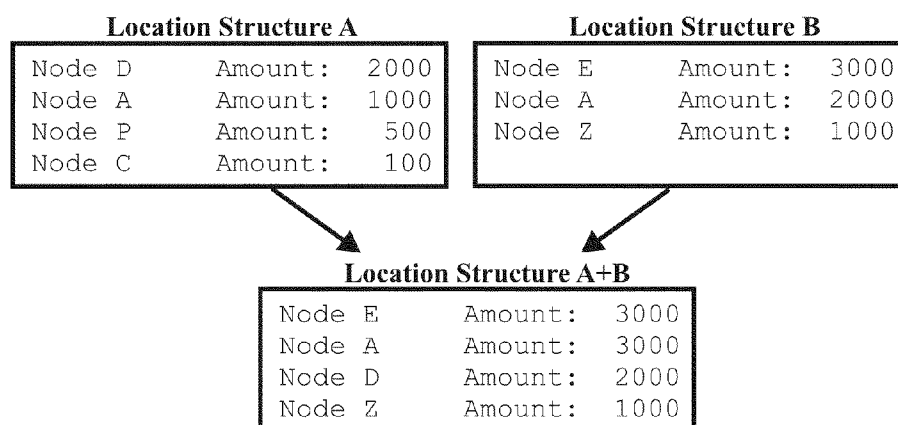 Location Structure A
Node D Amount: 2000
Node A Amount: 1000
Node P Amount: 500
Node C Amount: 100
Location Structure B
Node E Amount: 3000
Node A Amount: 2000
Node Z Amount: 1000
Location Structure A+B
Node E Amount: 3000
Node A Amount: 3000
Node D Amount: 2000
Node Z Amount: 1000